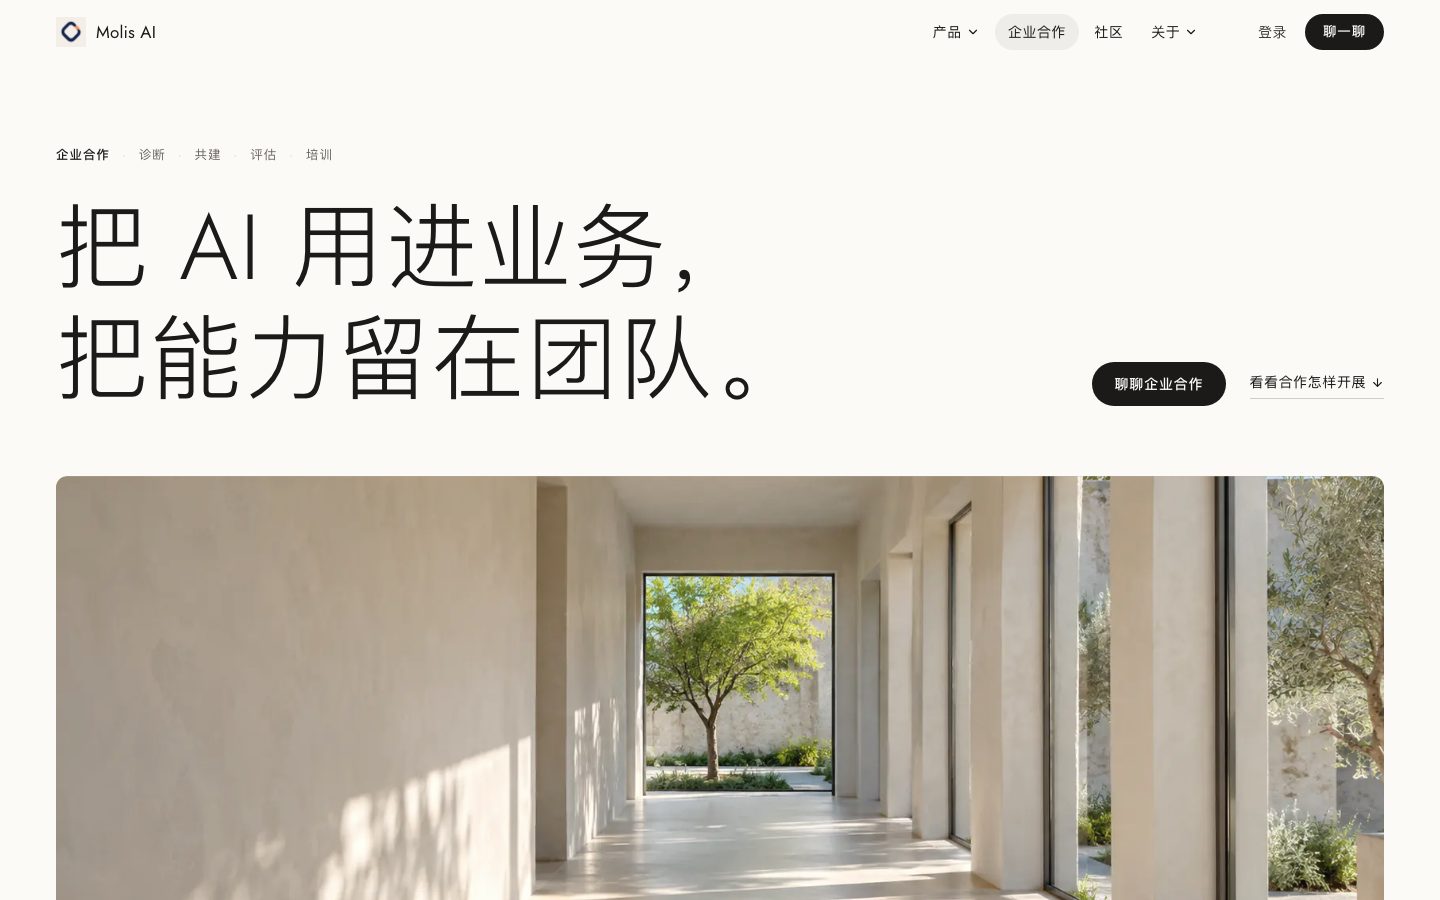 Molis AI
产品
企业合作
社区
关于
登录
聊一聊
企业合作 · 诊断 · 共建 · 评估 · 培训
把 AI 用进业务，
把能力留在团队。
聊聊企业合作
看看合作怎样开展 ↓